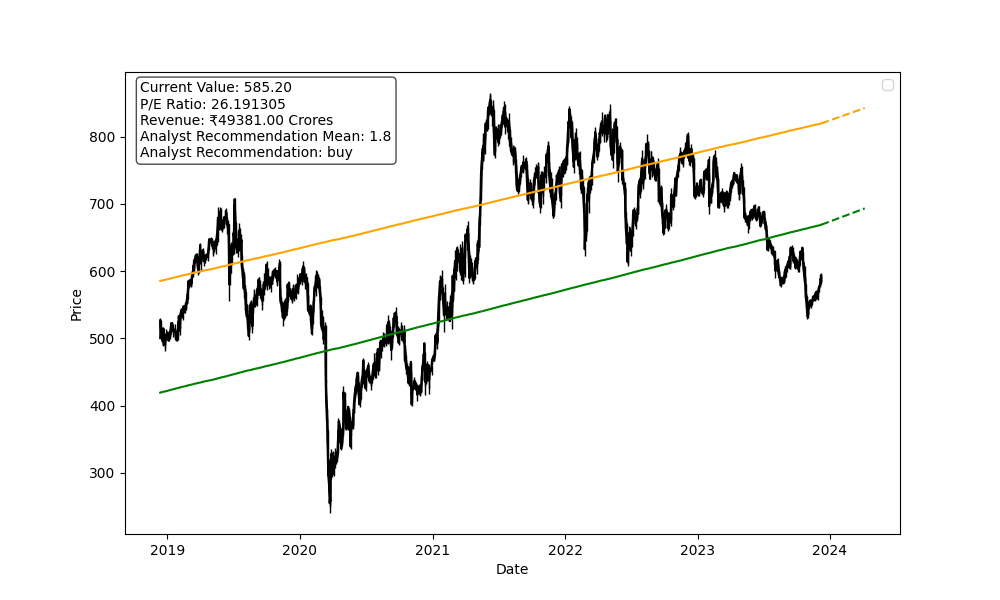 Current Value: 585.20
P/E Ratio: 26.191305
Revenue: ₹49381.00 Crores
Analyst Recommendation Mean: 1.8
Analyst Recommendation: buy
800
700
600
500
400
300
Price
2019 2020 2021 2022 2023 2024
Date